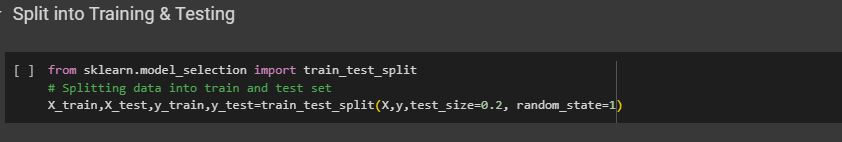 Split into Training & Testing
[ ] from sklearn.model_selection import train_test_split
# Splitting data into train and test set
X_train,X_test,y_train,y_test=train_test_split(X,y,test_size=0.2, random_state=1)